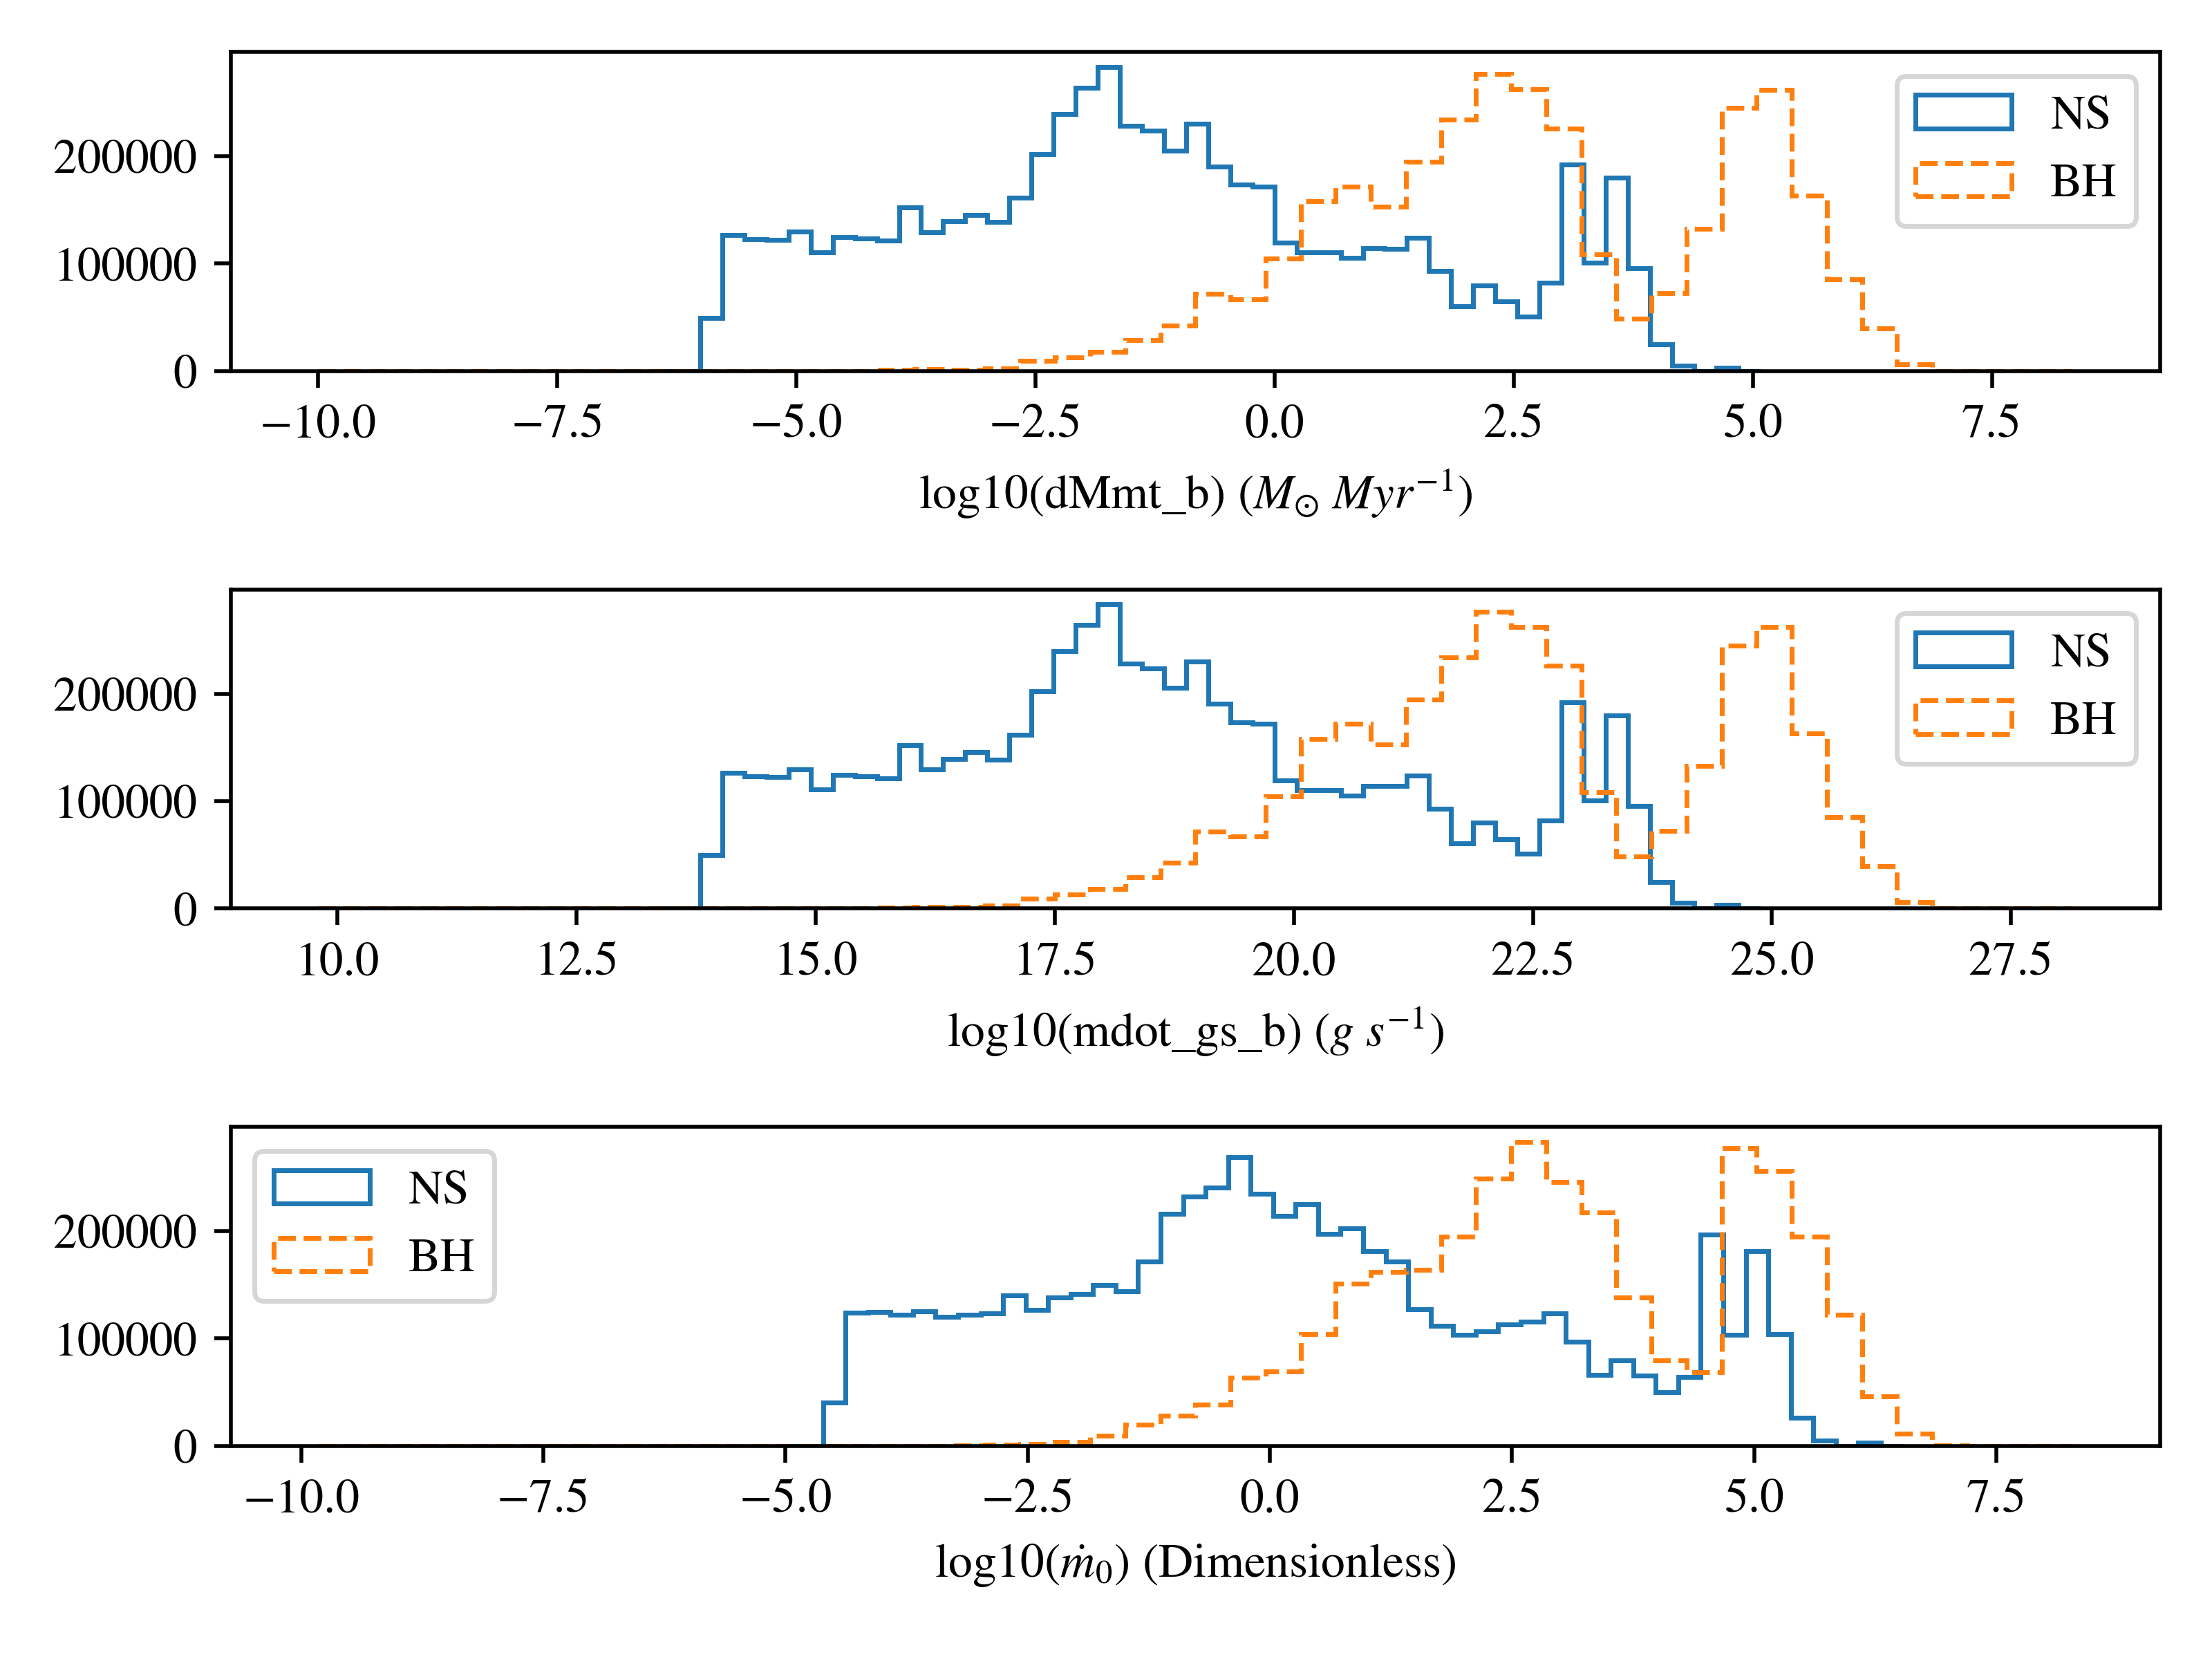 200000
100000
0
NS
BH
−10.0 −7.5 −5.0 −2.5 0.0 2.5 5.0 7.5
log10(dMmt_b) (M⊙ Myr⁻¹)
200000
100000
0
NS
BH
10.0 12.5 15.0 17.5 20.0 22.5 25.0 27.5
log10(mdot_gs_b) (g s⁻¹)
200000
100000
0
NS
BH
−10.0 −7.5 −5.0 −2.5 0.0 2.5 5.0 7.5
log10(ṁ₀) (Dimensionless)